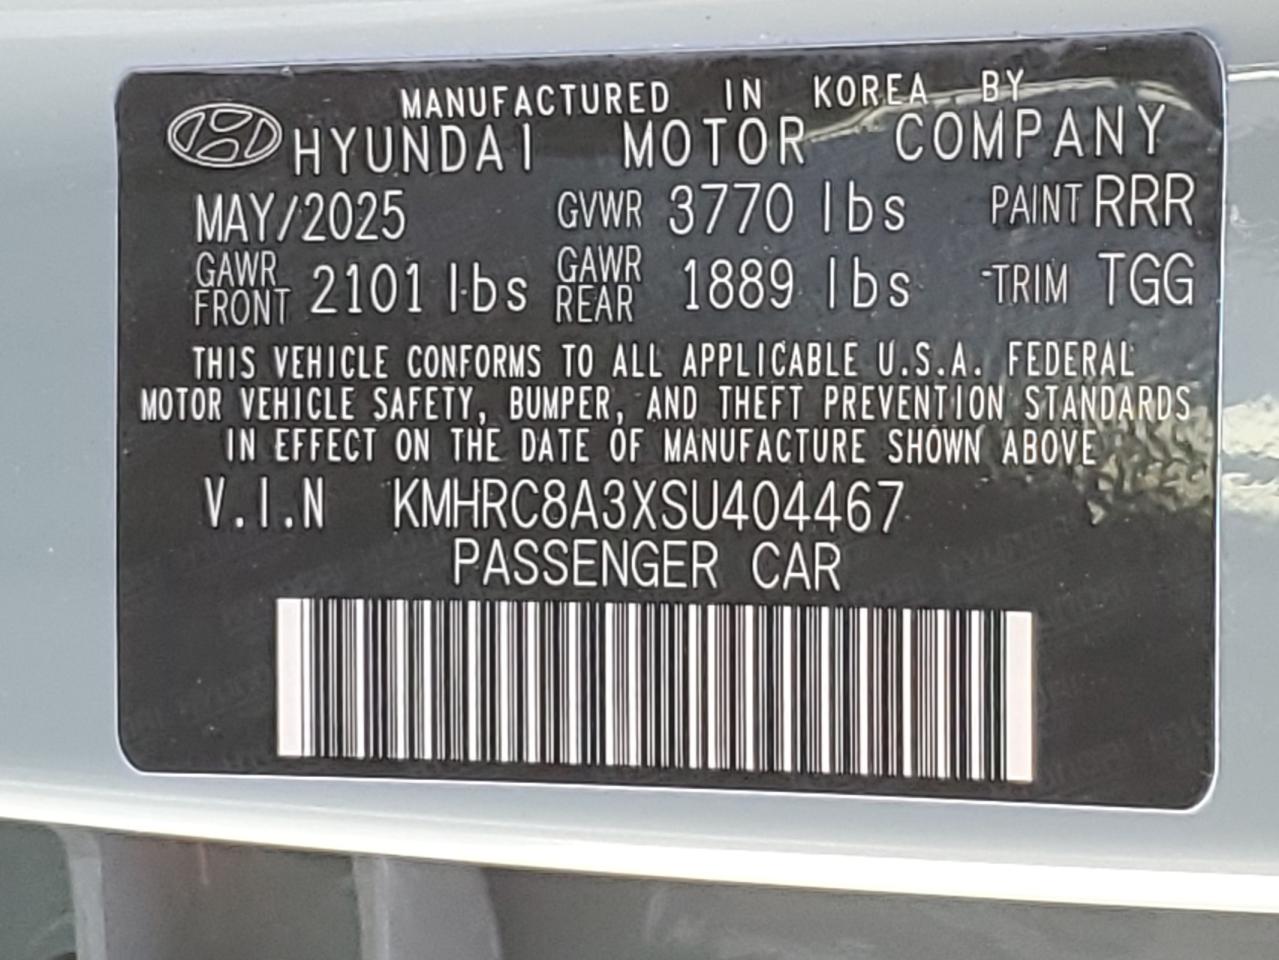 MANUFACTURED IN KOREA BY
HYUNDAI MOTOR COMPANY
MAY/2025 GVWR 3770 lbs PAINT RRR
GAWR FRONT 2101 lbs GAWR REAR 1889 lbs TRIM TGG
THIS VEHICLE CONFORMS TO ALL APPLICABLE U.S.A. FEDERAL
MOTOR VEHICLE SAFETY, BUMPER, AND THEFT PREVENTION STANDARDS
IN EFFECT ON THE DATE OF MANUFACTURE SHOWN ABOVE
V.I.N KMHRC8A3XSU404467
PASSENGER CAR